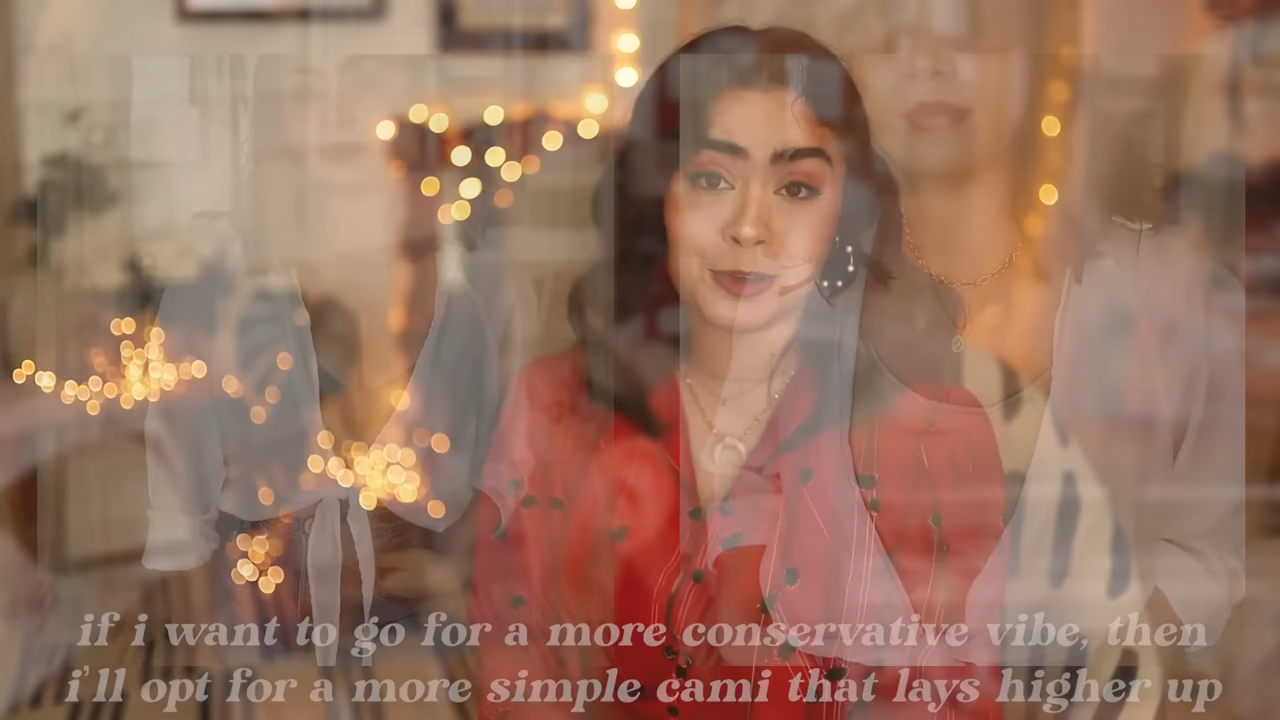 if i want to go for a more conservative vibe, then
i'll opt for a more simple cami that lays higher up